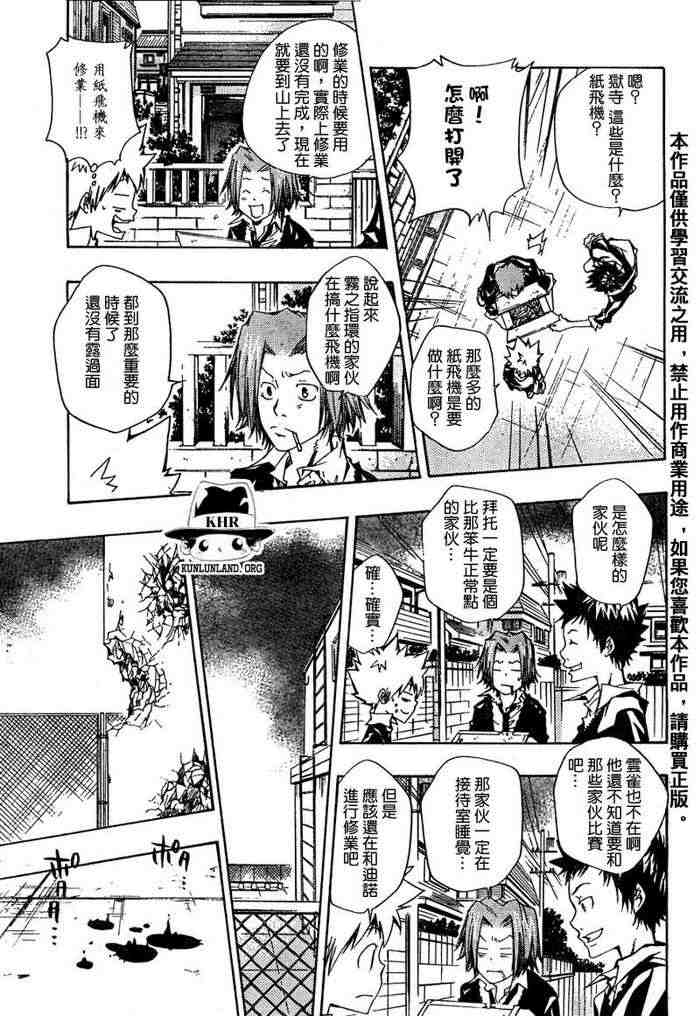 嗯?
獄寺 這些是什麼?
紙飛機?
啊!
怎麼打開了
那麼多的
紙飛機是要
做什麼啊?
修業的時候要用
的啊,實際上修業
還沒有完成,現在
就要到山上去了
用紙飛機來
修業——!!?
說起來
霧之指環的家伙
在搞什麼飛機啊
都到那麼重要的
時候了
還沒有露過面
是怎麼樣的
家伙呢
拜托一定要是個
比那笨牛正常點
的家伙…
確…確實…
雲雀也不在啊
他還不知道要和
那些家伙比賽
吧…
那家伙一定在
接待室睡覺…
但是
應該還在和迪諾
進行修業吧
ポタ
ポタ
KHR
KUNLUNLAND.ORG
本作品僅供學習交流之用,禁止用作商業用途,如果您喜歡本作品,請購買正版。